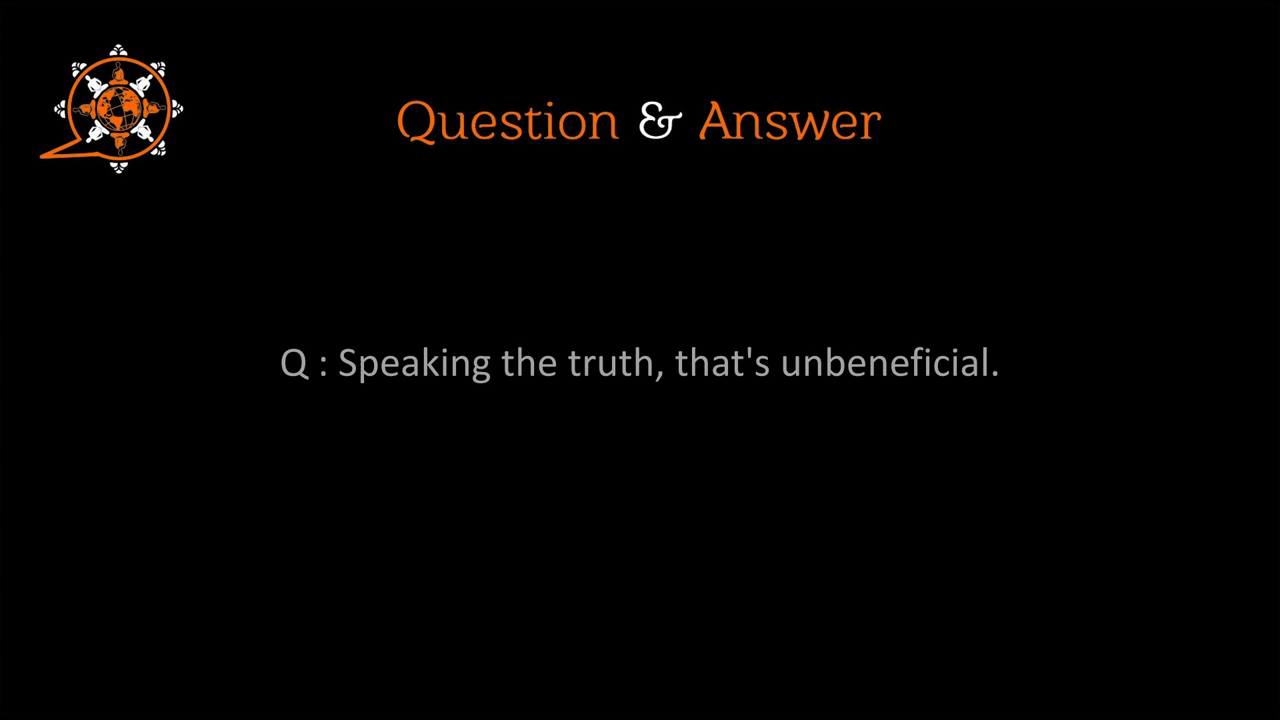 Question & Answer
Q : Speaking the truth, that's unbeneficial.